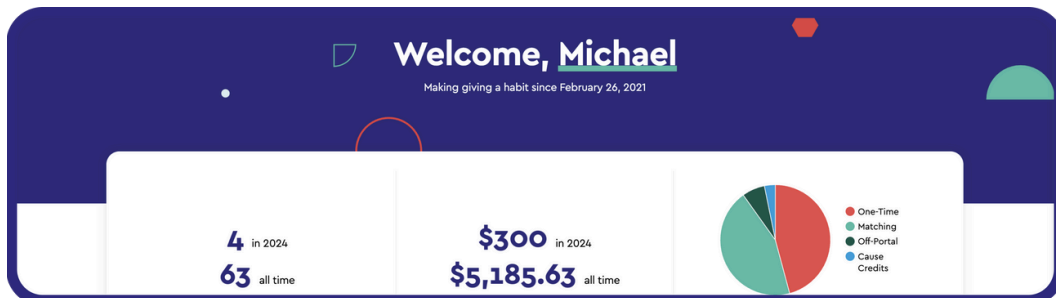 Welcome, Michael
Making giving a habit since February 26, 2021
4 in 2024
63 all time
$300 in 2024
$5,185.63 all time
One-Time
Matching
Off-Portal
Cause
Credits